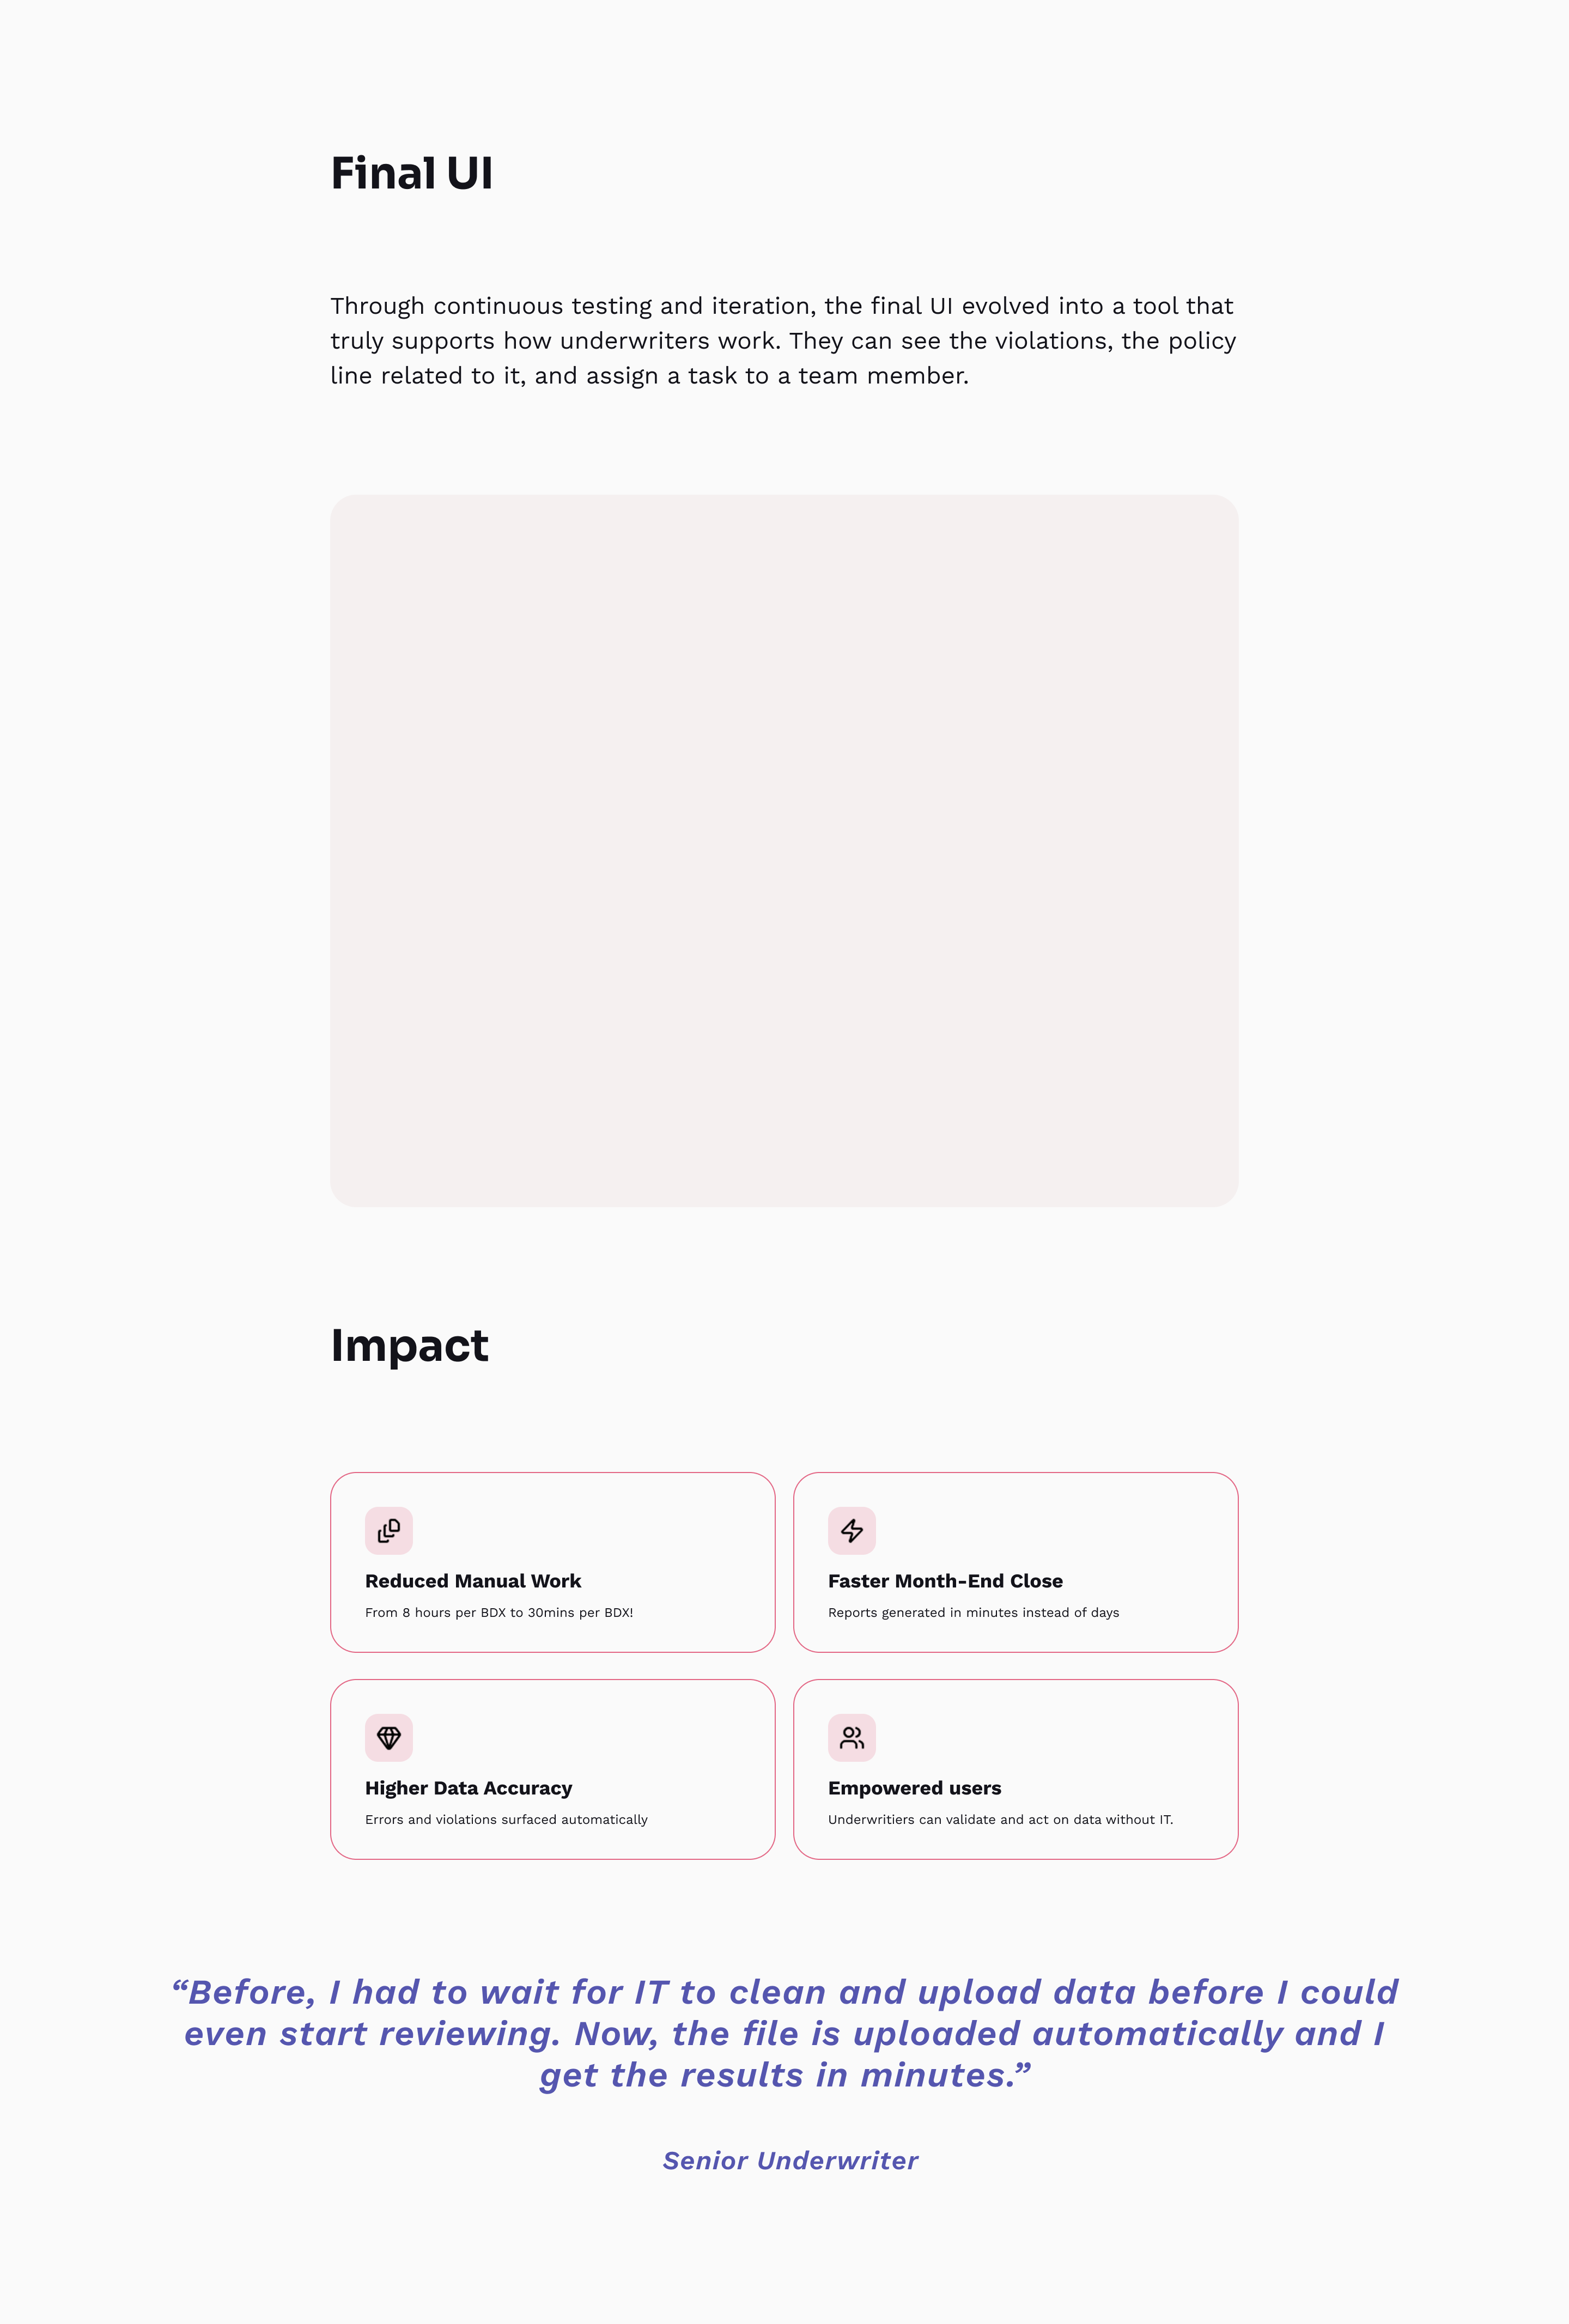 Final UI
Through continuous testing and iteration, the final UI evolved into a tool that
truly supports how underwriters work. They can see the violations, the policy
line related to it, and assign a task to a team member.
Impact
Reduced Manual Work
From 8 hours per BDX to 30mins per BDX!
Faster Month-End Close
Reports generated in minutes instead of days
Higher Data Accuracy
Errors and violations surfaced automatically
Empowered users
Underwritiers can validate and act on data without IT.
“Before, I had to wait for IT to clean and upload data before I could
even start reviewing. Now, the file is uploaded automatically and I
get the results in minutes.”
Senior Underwriter